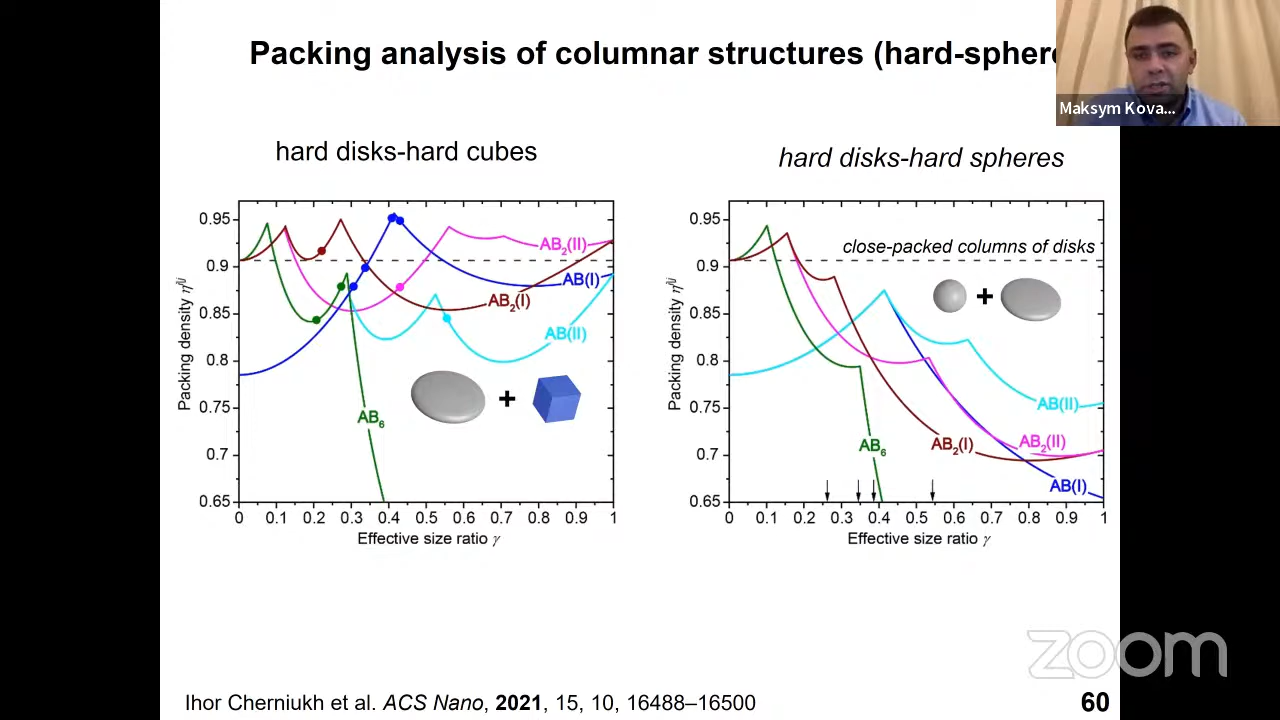 Packing analysis of columnar structures (hard-sphere
Maksym Kova...
hard disks-hard cubes
hard disks-hard spheres
0.95
0.9
0.85
0.8
0.75
0.7
0.65
0
0.1
0.2
0.3
0.4
0.5
0.6
0.7
0.8
0.9
1
Packing density η
Effective size ratio γ
AB₂(II)
AB(I)
AB₂(I)
AB(II)
AB₆
+
0.95
0.9
0.85
0.8
0.75
0.7
0.65
0
0.1
0.2
0.3
0.4
0.5
0.6
0.7
0.8
0.9
1
Packing density η
Effective size ratio γ
close-packed columns of disks
+
AB(II)
AB₆
AB₂(I)
AB₂(II)
AB(I)
zoom
Ihor Cherniukh et al. ACS Nano, 2021, 15, 10, 16488–16500
60